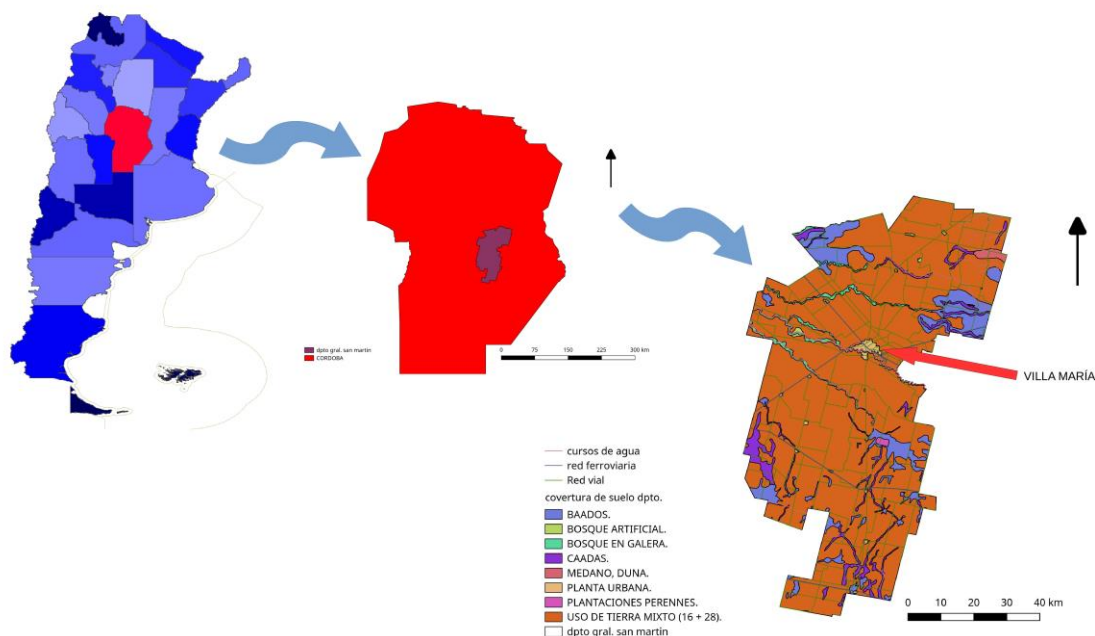 dpto gral. san martin
CORDOBA
0 75 150 225 300 km
VILLA MARÍA
cursos de agua
red ferroviaria
Red vial
covertura de suelo dpto.
BAADOS.
BOSQUE ARTIFICIAL.
BOSQUE EN GALERA.
CAADAS.
MEDANO, DUNA.
PLANTA URBANA.
PLANTACIONES PERENNES.
USO DE TIERRA MIXTO (16 + 28).
dpto gral. san martin
0 10 20 30 40 km